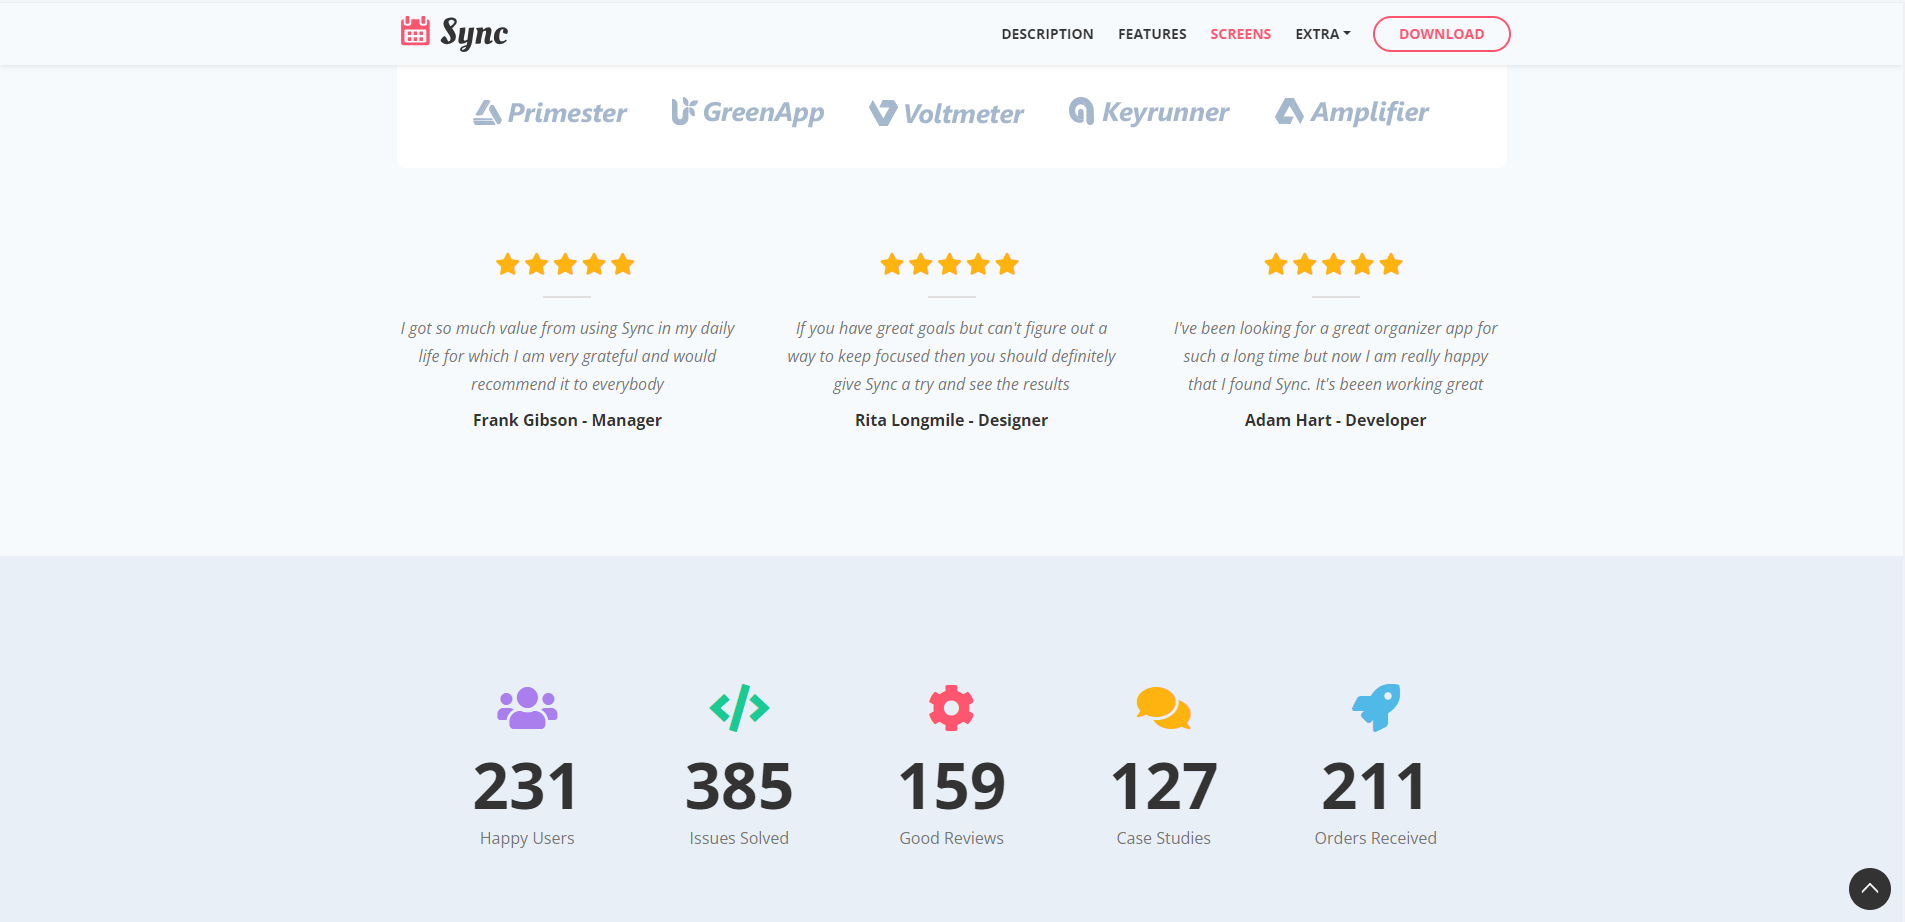 Sync
DESCRIPTION FEATURES SCREENS EXTRA DOWNLOAD
Primester GreenApp Voltmeter Keyrunner Amplifier
I got so much value from using Sync in my daily
life for which I am very grateful and would
recommend it to everybody
Frank Gibson - Manager
If you have great goals but can't figure out a
way to keep focused then you should definitely
give Sync a try and see the results
Rita Longmile - Designer
I've been looking for a great organizer app for
such a long time but now I am really happy
that I found Sync. It's beeen working great
Adam Hart - Developer
231
Happy Users
385
Issues Solved
159
Good Reviews
127
Case Studies
211
Orders Received